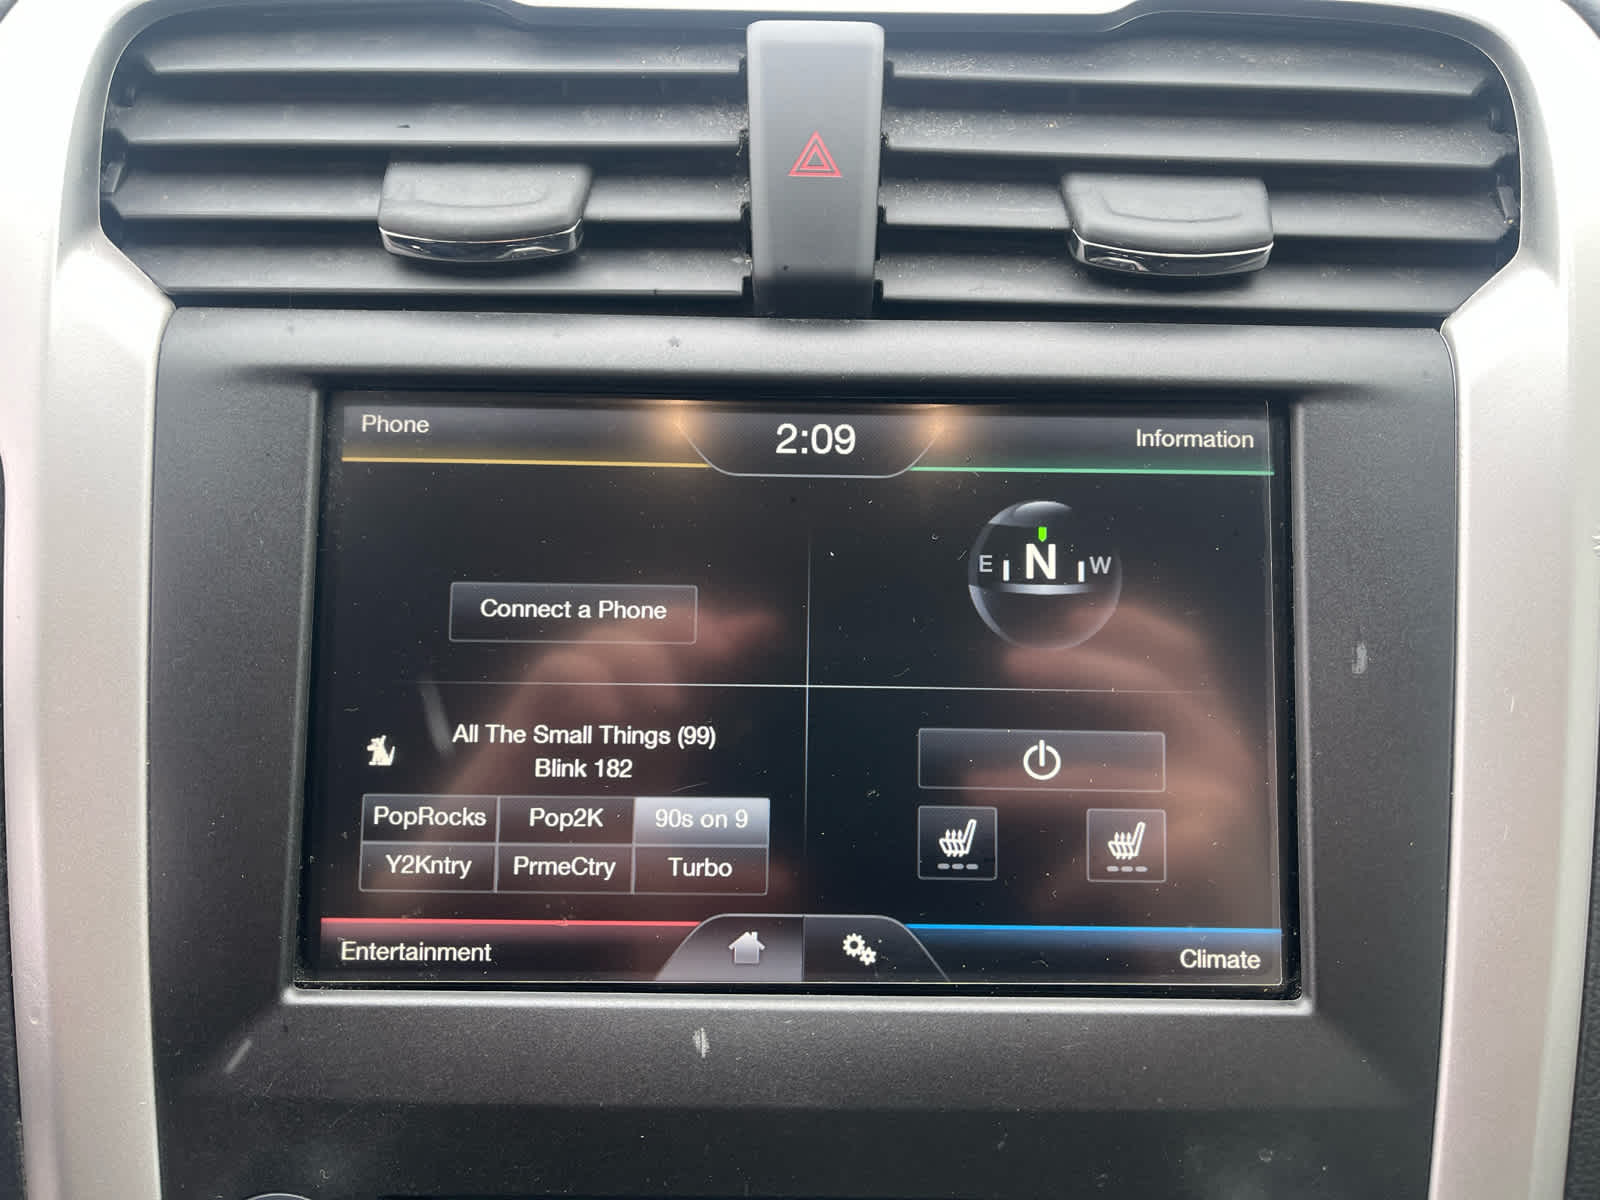 Phone
2:09
Information
E N W
Connect a Phone
All The Small Things (99)
Blink 182
PopRocks Pop2K 90s on 9
Y2Kntry PrmeCtry Turbo
Entertainment
Climate